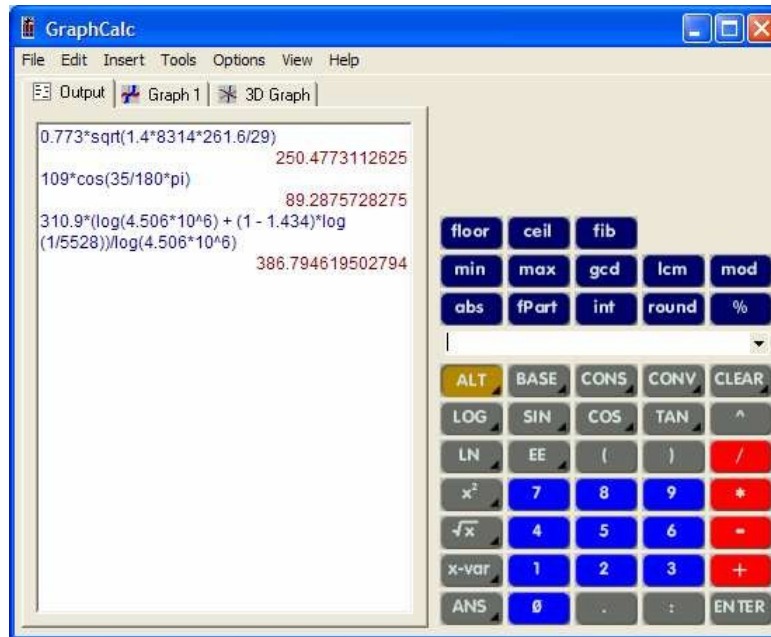 GraphCalc
File Edit Insert Tools Options View Help
Output Graph 1 3D Graph
0.773*sqrt(1.4*8314*261.6/29)
250.4773112625
109*cos(35/180*pi)
89.2875728275
310.9*(log(4.506*10^6) + (1 - 1.434)*log
(1/5528))/log(4.506*10^6)
386.794619502794
floor ceil fib
min max gcd lcm mod
abs fPart int round %
ALT BASE CONS CONV CLEAR
LOG SIN COS TAN ^
LN EE ( ) /
x² 7 8 9 *
√x 4 5 6 -
x-var 1 2 3 +
ANS 0 . : ENTER